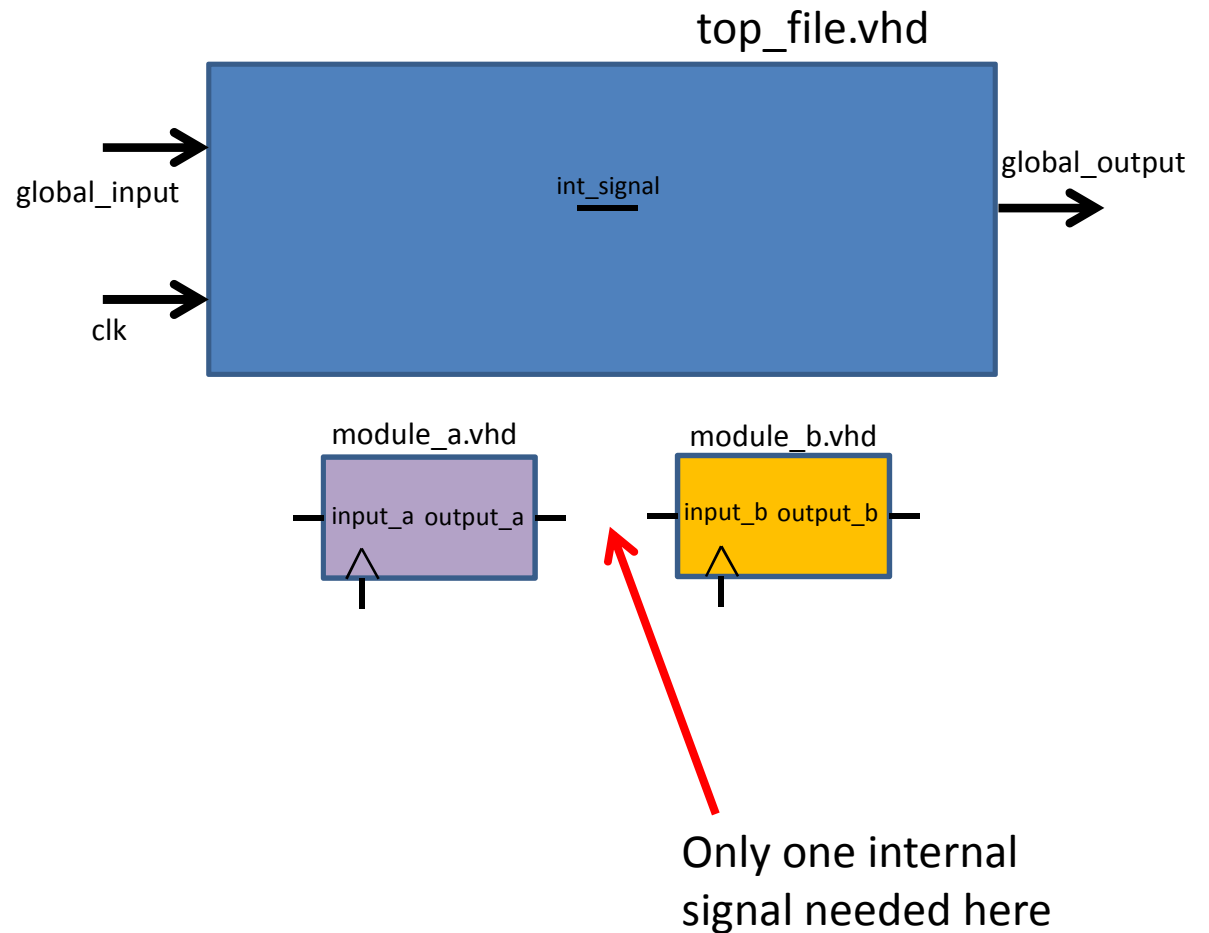 top_file.vhd
global_input
int_signal
global_output
clk
module_a.vhd
module_b.vhd
input_a output_a
input_b output_b
Only one internal
signal needed here